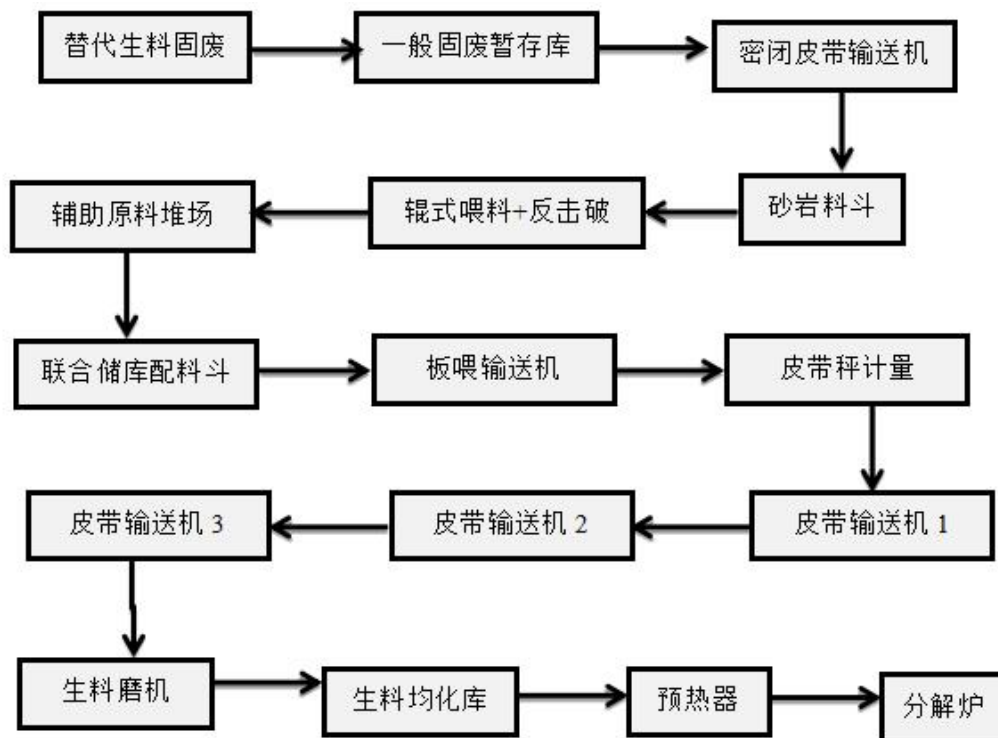 替代生料固废
一般固废暂存库
密闭皮带输送机
砂岩料斗
辊式喂料+反击破
辅助原料堆场
联合储库配料斗
板喂输送机
皮带秤计量
皮带输送机 1
皮带输送机 2
皮带输送机 3
生料磨机
生料均化库
预热器
分解炉